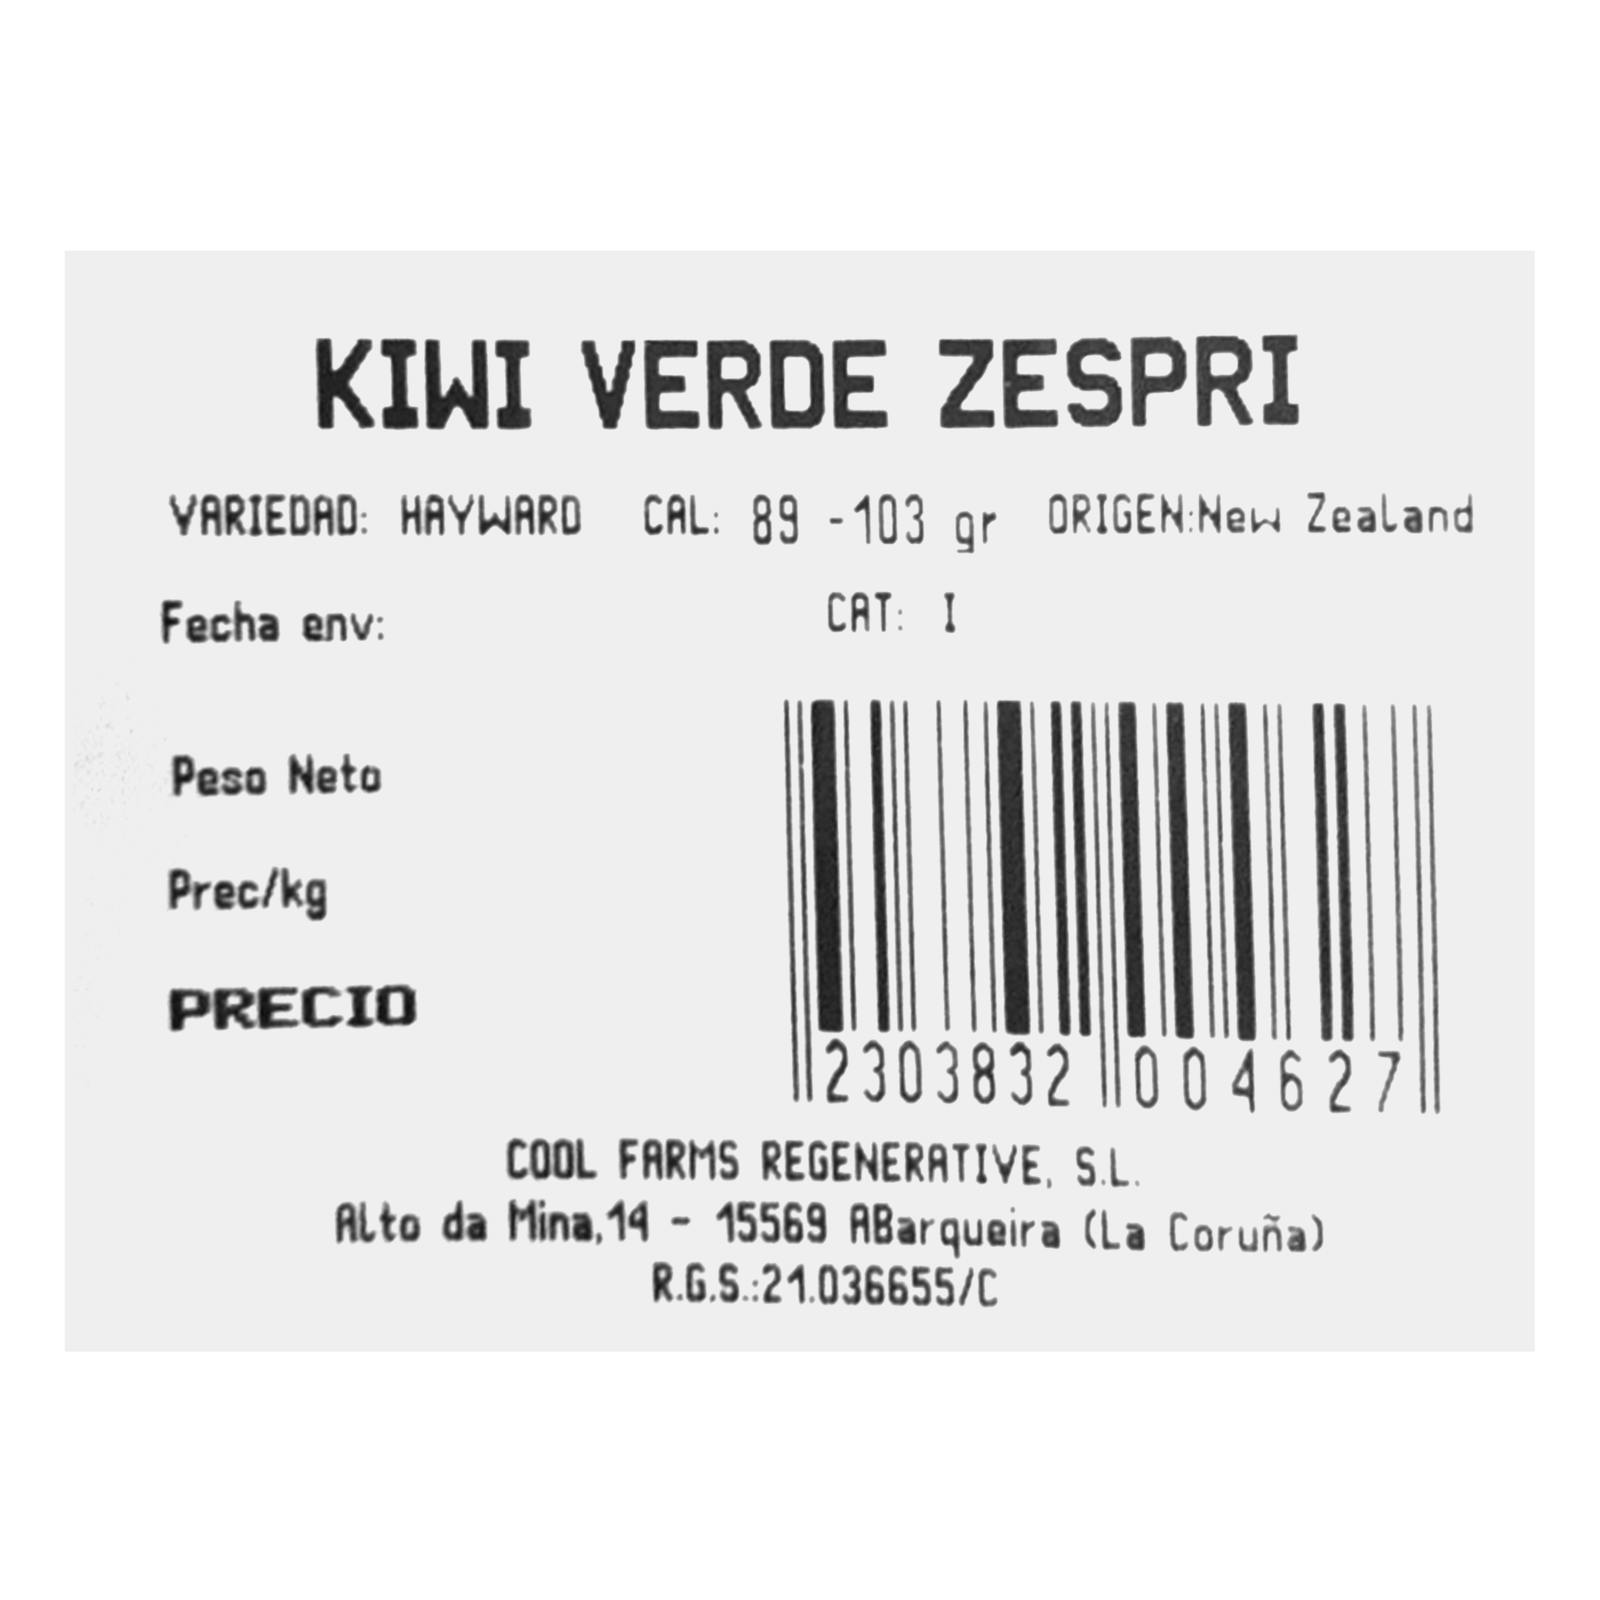 KIWI VERDE ZESPRI
VARIEDAD: HAYWARD CAL: 89 -103 gr ORIGEN:New Zealand
Fecha env: CAT: I
Peso Neto
Prec/kg
PRECIO
2303832 004627
COOL FARMS REGENERATIVE, S.L.
Alto da Mina,14 - 15569 ABarqueira (La Coruña)
R.G.S.:21.036655/C